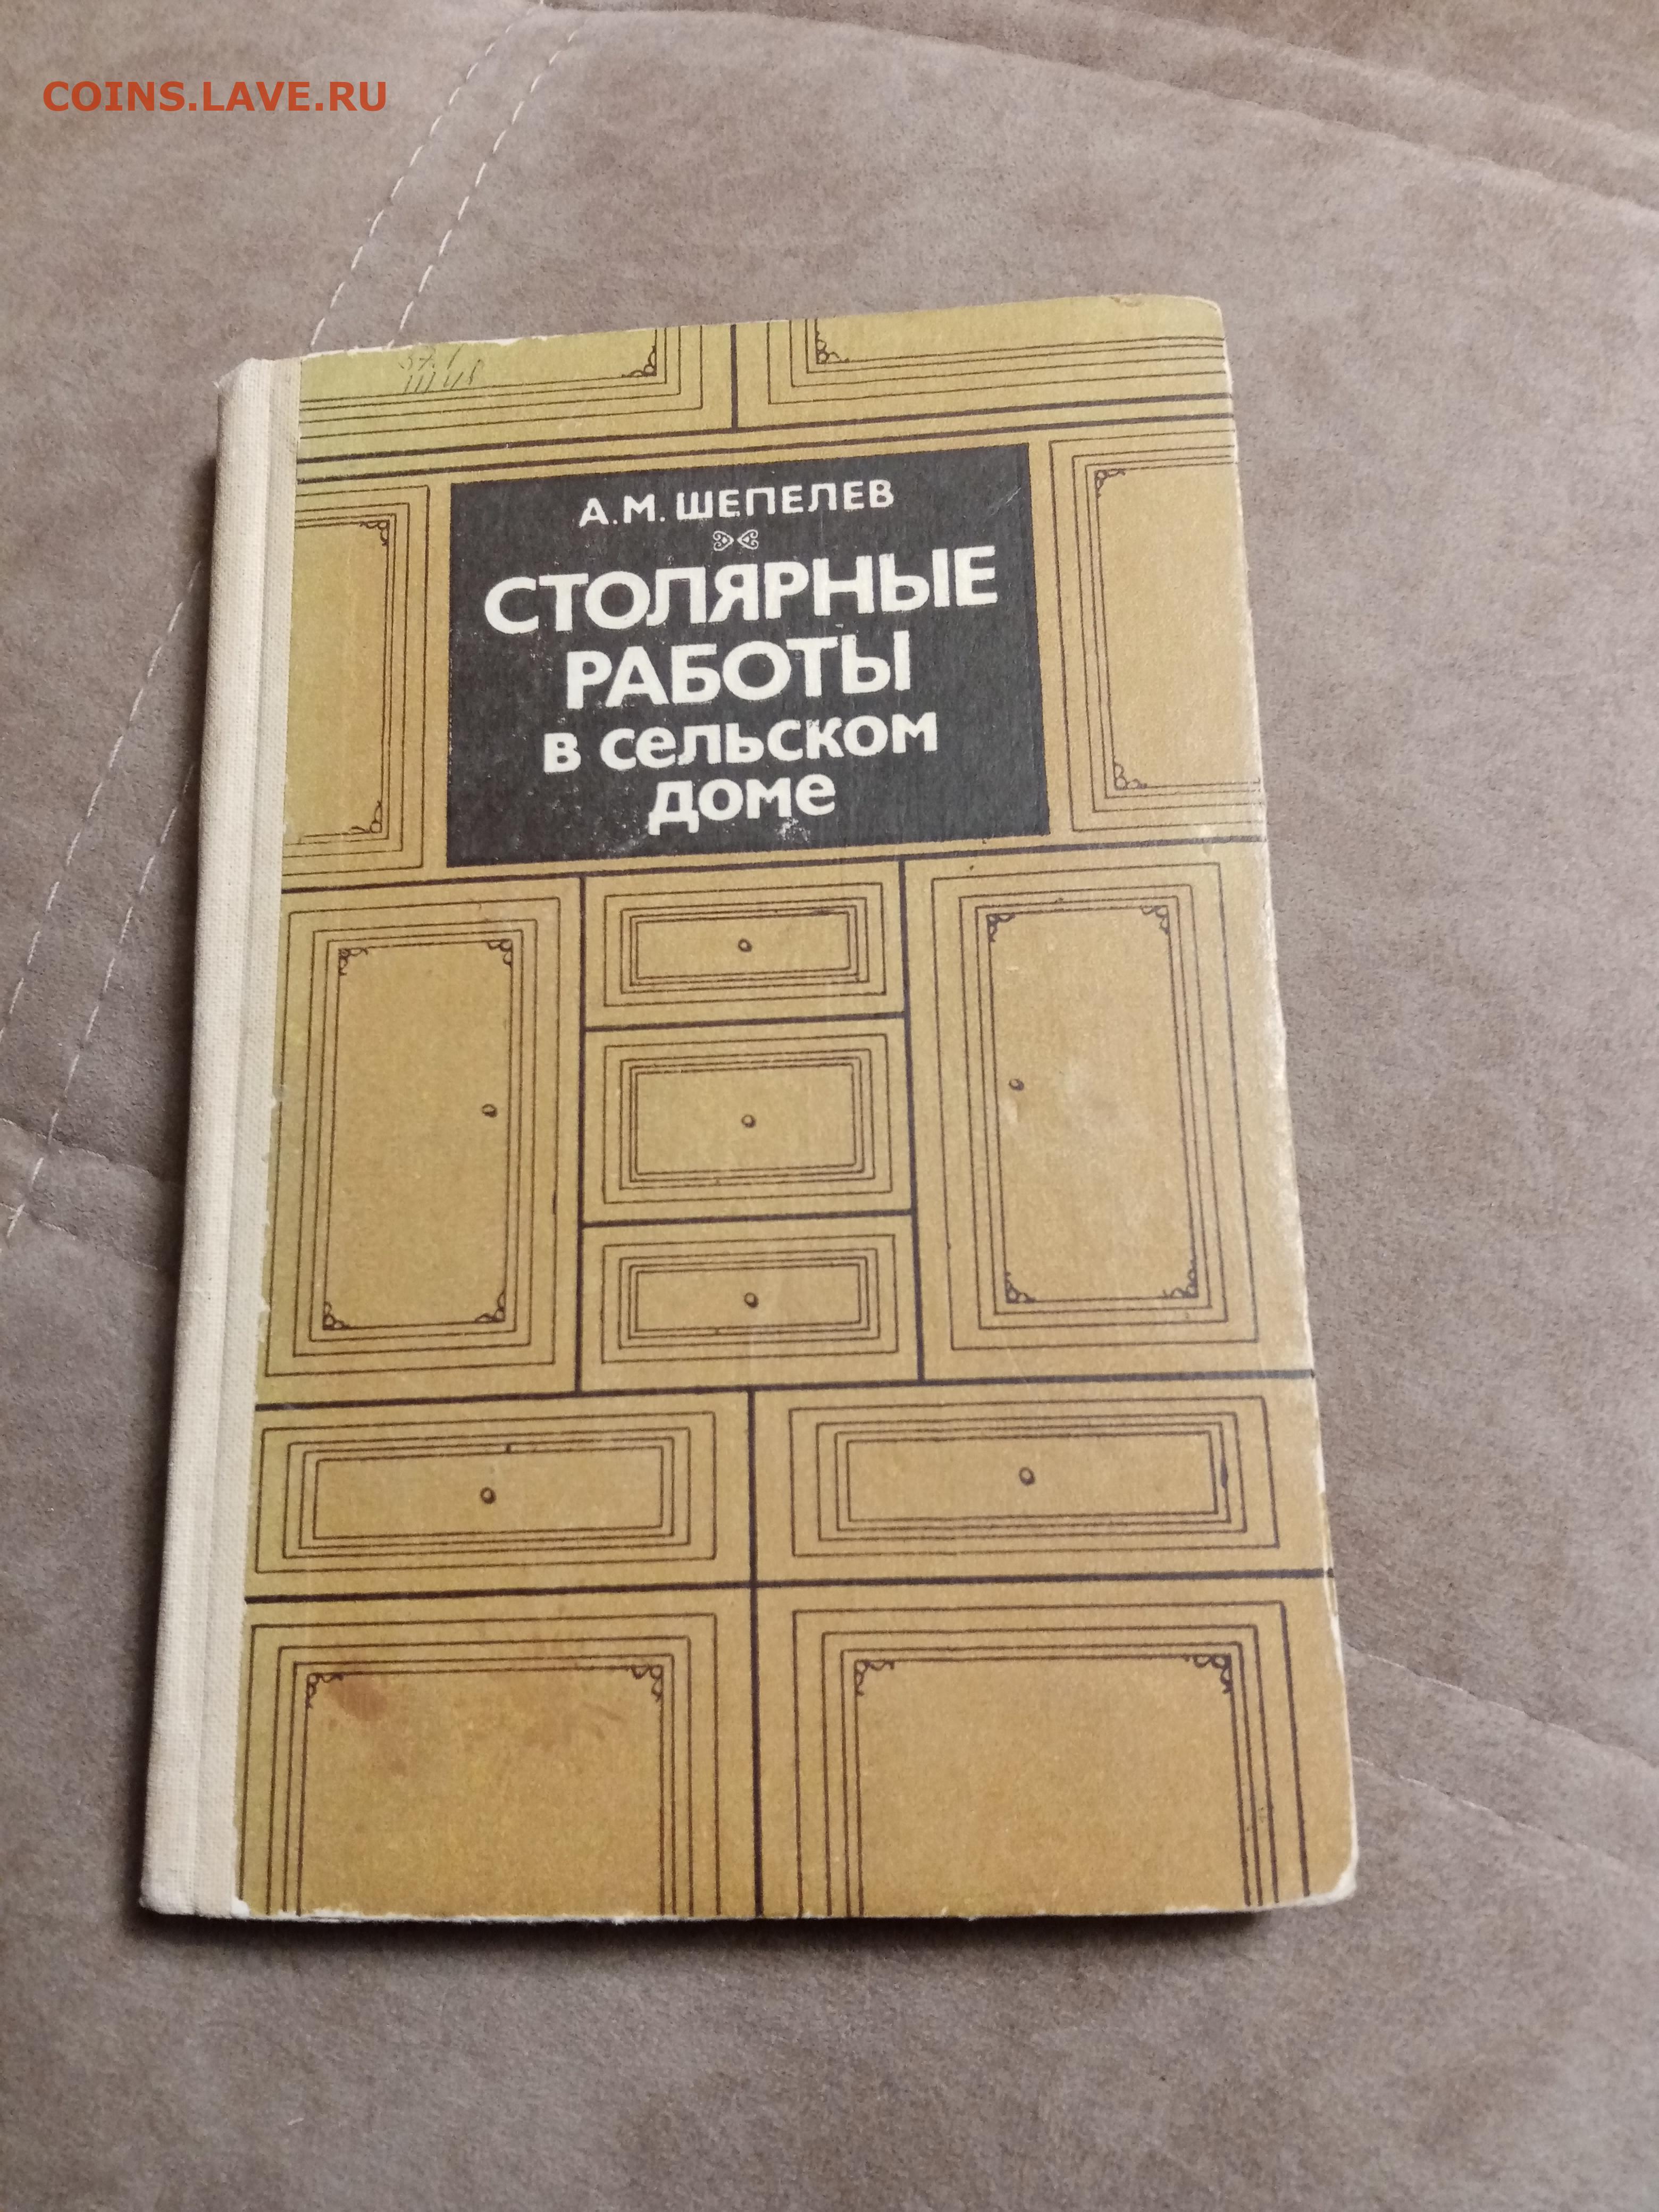 COINS.LAVE.RU
А.М. ШЕПЕЛЕВ
СТОЛЯРНЫЕ
РАБОТЫ
в сельском
доме